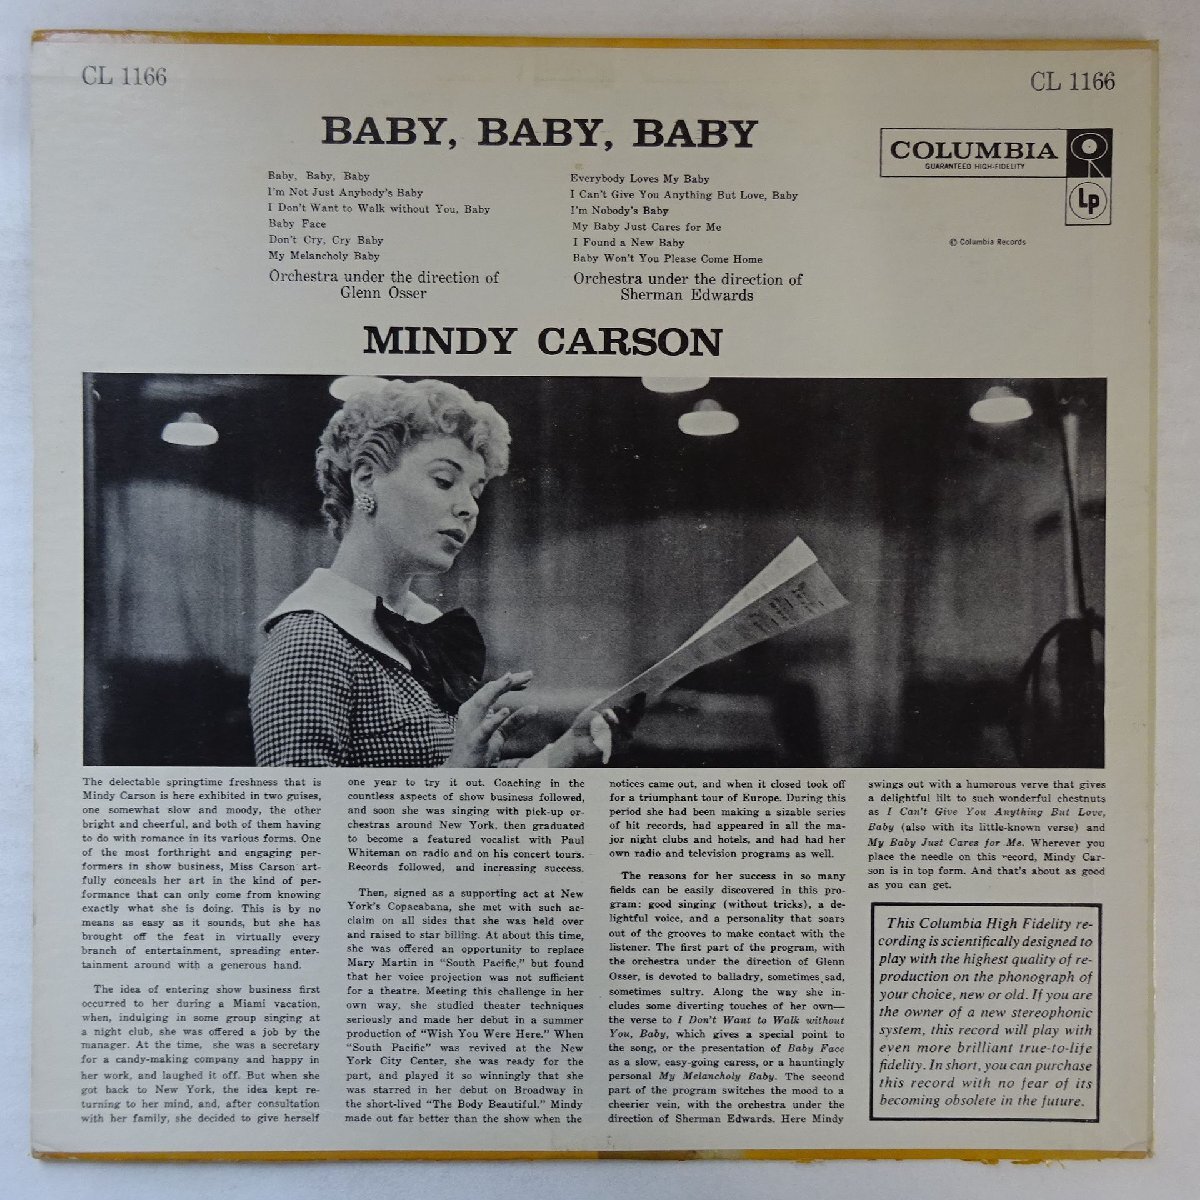 CL 1166
CL 1166
BABY, BABY, BABY
COLUMBIA
GUARANTEED HIGH-FIDELITY
Lp
© Columbia Records
Baby, Baby, Baby
I'm Not Just Anybody's Baby
I Don't Want to Walk without You, Baby
Baby Face
Don't Cry, Cry Baby
My Melancholy Baby
Orchestra under the direction of
Glenn Osser
Everybody Loves My Baby
I Can't Give You Anything But Love, Baby
I'm Nobody's Baby
My Baby Just Cares for Me
I Found a New Baby
Baby Won't You Please Come Home
Orchestra under the direction of
Sherman Edwards
MINDY CARSON
The delectable springtime freshness that is
Mindy Carson is here exhibited in two guises,
one somewhat slow and moody, the other
bright and cheerful, and both of them having
to do with romance in its various forms. One
of the most forthright and engaging per-
formers in show business, Miss Carson art-
fully conceals her art in the kind of per-
formance that can only come from knowing
exactly what she is doing. This is by no
means as easy as it sounds, but she has
brought off the feat in virtually every
branch of entertainment, spreading enter-
tainment around with a generous hand.
The idea of entering show business first
occurred to her during a Miami vacation,
when, indulging in some group singing at
a night club, she was offered a job by the
manager. At the time, she was a secretary
for a candy-making company and happy in
her work, and laughed it off. But when she
got back to New York, the idea kept re-
turning to her mind, and, after consultation
with her family, she decided to give herself
one year to try it out. Coaching in the
countless aspects of show business followed,
and soon she was singing with pick-up or-
chestras around New York, then graduated
to become a featured vocalist with Paul
Whiteman on radio and on his concert tours.
Records followed, and increasing success.
Then, signed as a supporting act at New
York's Copacabana, she met with such ac-
claim on all sides that she was held over
and raised to star billing. At about this time,
she was offered an opportunity to replace
Mary Martin in "South Pacific," but found
that her voice projection was not sufficient
for a theatre. Meeting this challenge in her
own way, she studied theater techniques
seriously and made her debut in a summer
production of "Wish You Were Here." When
"South Pacific" was revived at the New
York City Center, she was ready for the
part, and played it so winningly that she
was starred in her debut on Broadway in
the short-lived "The Body Beautiful." Mindy
made out far better than the show when the
notices came out, and when it closed took off
for a triumphant tour of Europe. During this
period she had been making a sizable series
of hit records, had appeared in all the ma-
jor night clubs and hotels, and had had her
own radio and television programs as well.
The reasons for her success in so many
fields can be easily discovered in this pro-
gram: good singing (without tricks), a de-
lightful voice, and a personality that soars
out of the grooves to make contact with the
listener. The first part of the program, with
the orchestra under the direction of Glenn
Osser, is devoted to balladry, sometimes sad,
sometimes sultry. Along the way she in-
cludes some diverting touches of her own—
the verse to I Don't Want to Walk without
You, Baby, which gives a special point to
the song, or the presentation of Baby Face
as a slow, easy-going caress, or a hauntingly
personal My Melancholy Baby. The second
part of the program switches the mood to a
cheerier vein, with the orchestra under the
direction of Sherman Edwards. Here Mindy
swings out with a humorous verve that gives
a delightful lilt to such wonderful chestnuts
as I Can't Give You Anything But Love,
Baby (also with its little-known verse) and
My Baby Just Cares for Me. Wherever you
place the needle on this record, Mindy Car-
son is in top form. And that's about as good
as you can get.
This Columbia High Fidelity re-
cording is scientifically designed to
play with the highest quality of re-
production on the phonograph of
your choice, new or old. If you are
the owner of a new stereophonic
system, this record will play with
even more brilliant true-to-life
fidelity. In short, you can purchase
this record with no fear of its
becoming obsolete in the future.